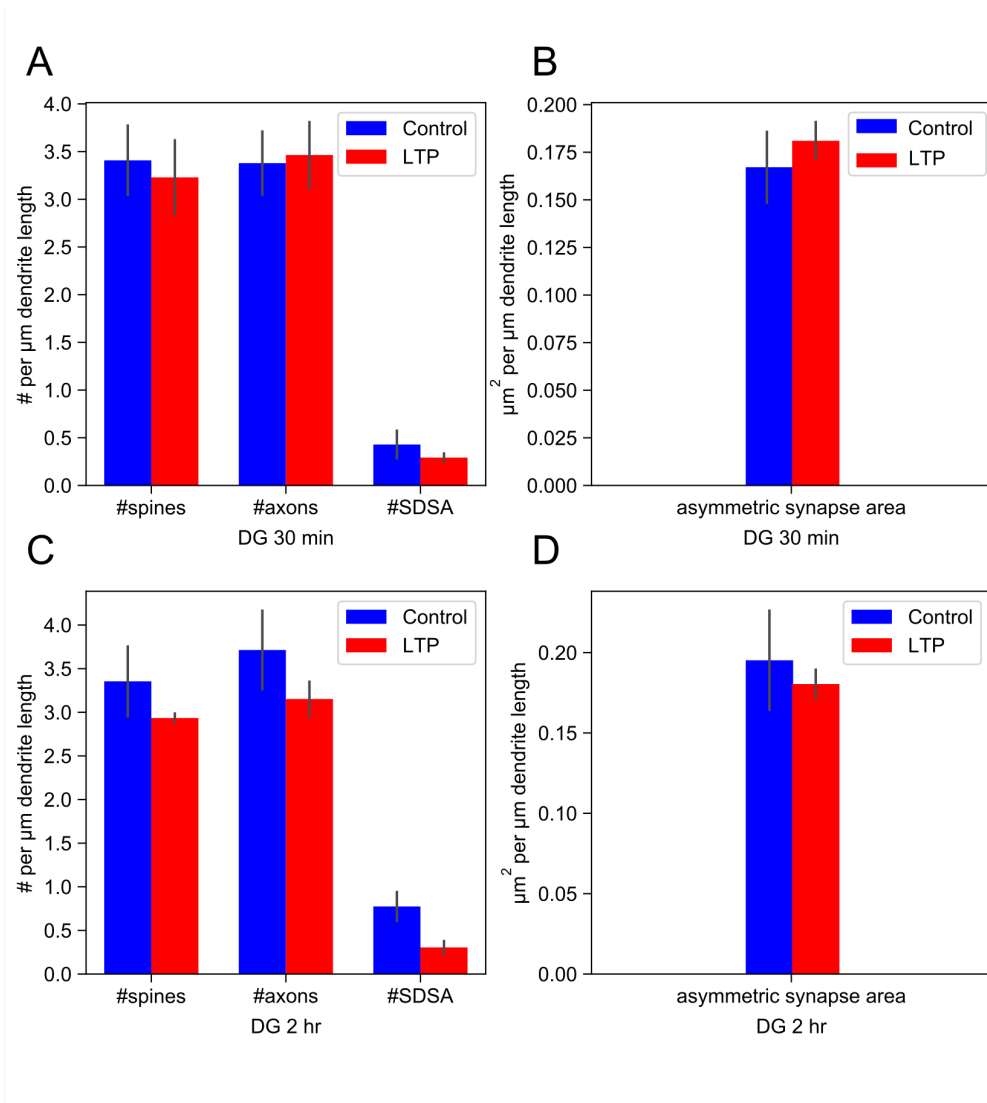 A
4.0
3.5
3.0
2.5
2.0
1.5
1.0
0.5
0.0
# per µm dendrite length
Control
LTP
#spines
#axons
#SDSA
DG 30 min
B
0.200
0.175
0.150
0.125
0.100
0.075
0.050
0.025
0.000
µm² per µm dendrite length
Control
LTP
asymmetric synapse area
DG 30 min
C
4.0
3.5
3.0
2.5
2.0
1.5
1.0
0.5
0.0
# per µm dendrite length
Control
LTP
#spines
#axons
#SDSA
DG 2 hr
D
0.20
0.15
0.10
0.05
0.00
µm² per µm dendrite length
Control
LTP
asymmetric synapse area
DG 2 hr